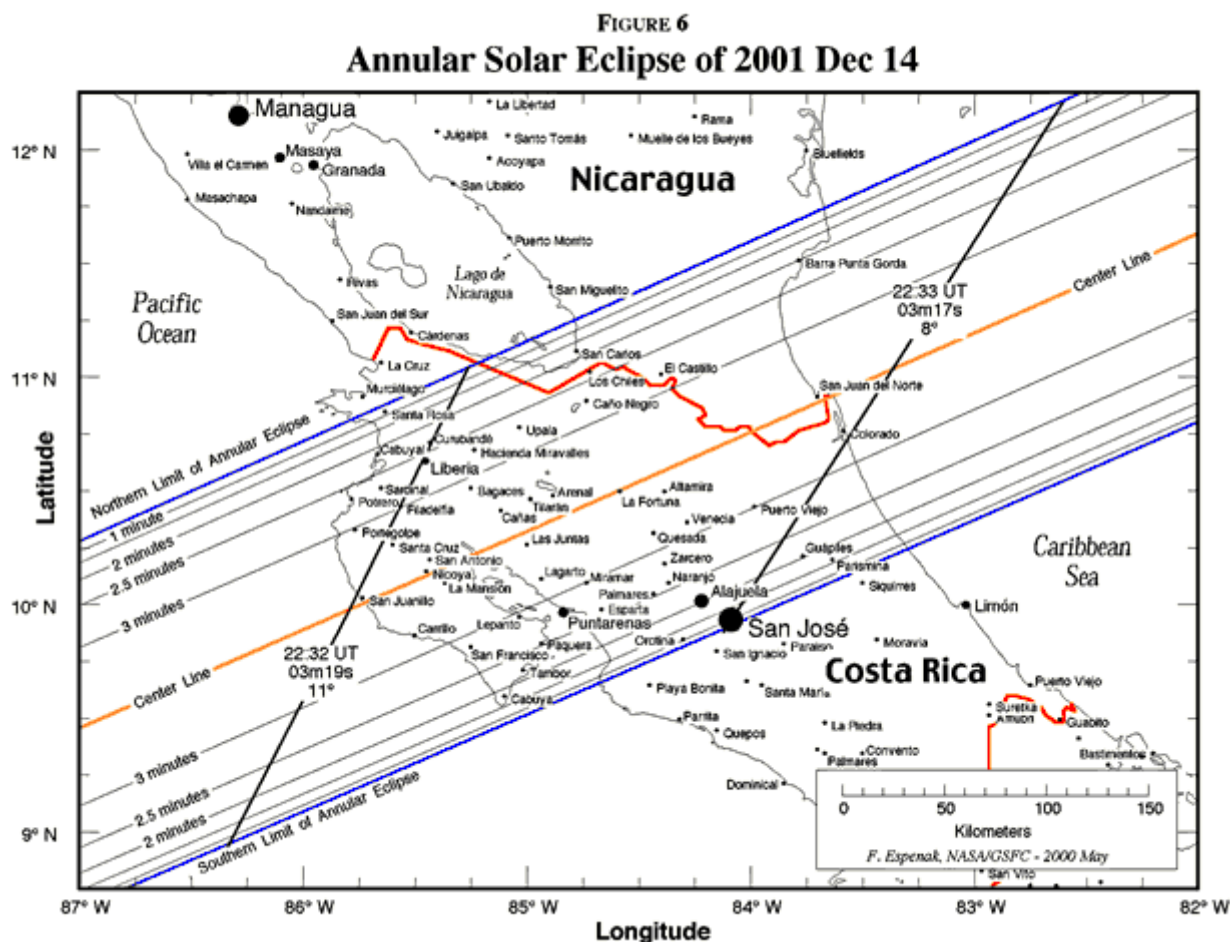 FIGURE 6
Annular Solar Eclipse of 2001 Dec 14
Managua
La Libertad
Rama
Juigalpa
Santo Tomás
Muelle de los Bueyes
12° N
Masaya
Villa el Carmen
Acoyapa
Bluefields
Granada
Nicaragua
San Ubaldo
Masachapa
Nandaime
Puerto Morrito
Barra Punta Gorda
Center Line
Lago de
Nicaragua
Rivas
San Miguelito
22:33 UT
03m17s
8°
Pacific
Ocean
San Juan del Sur
Cárdenas
San Carlos
La Cruz
El Castillo
11° N
Los Chiles
Murciélago
San Juan del Norte
Caño Negro
Santa Rosa
Upala
Colorado
Curubandé
Cabuyal
Hacienda Miravalles
Northern Limit of Annular Eclipse
Liberia
1 minute
Sardinal
Bagaces
Arenal
Altamira
Potrero
Filadelfia
Tilarán
La Fortuna
Puerto Viejo
2 minutes
Cañas
Venecia
2.5 minutes
Portegolpe
Santa Cruz
Las Juntas
Quesada
Guápiles
Caribbean
Sea
San Antonio
Zarcero
Parismina
3 minutes
Nicoya
Lagarto
Miramar
Naranjo
Siquirres
La Mansión
Palmares
Alajuela
10° N
San Juanillo
Esparta
Limón
Lepanto
Puntarenas
San José
Carrillo
Paquera
Orotina
Moravia
22:32 UT
03m19s
11°
San Francisco
San Ignacio
Paraiso
Center Line
Tambor
Costa Rica
Puerto Viejo
Cabuya
Playa Bonita
Santa María
Suretka
Amubri
Parrita
La Piedra
Guabito
Quepos
3 minutes
Palmares
Convento
Bastimentos
Dominical
2.5 minutes
2 minutes
Southern Limit of Annular Eclipse
9° N
0 50 100 150
Kilometers
F. Espenak, NASA/GSFC - 2000 May
San Vito
87° W 86° W 85° W 84° W 83° W 82° W
Latitude
Longitude